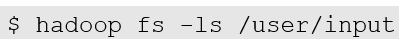 $ hadoop fs –ls /user/input